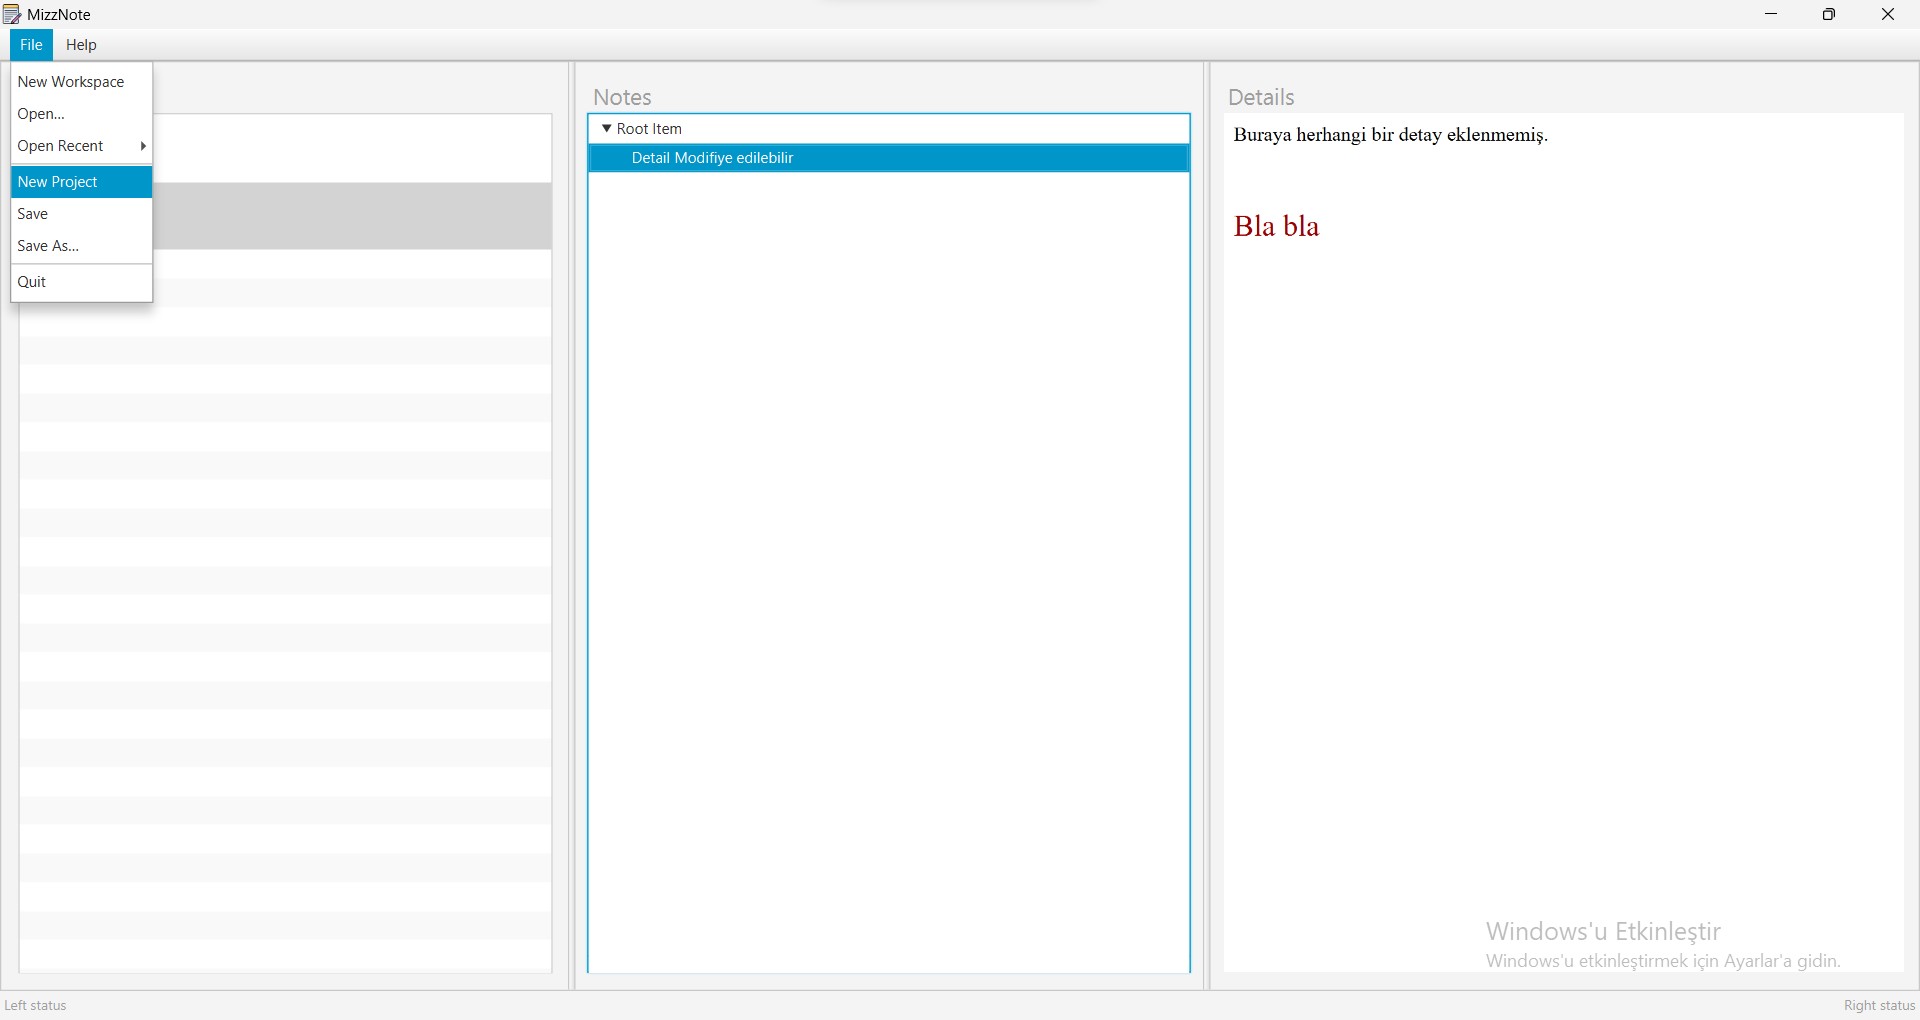 MizzNote
File Help
New Workspace
Open...
Open Recent
New Project
Save
Save As...
Quit
Notes
Root Item
Detail Modifiye edilebilir
Details
Buraya herhangi bir detay eklenmemiş.
Bla bla
Windows'u Etkinleştir
Windows'u etkinleştirmek için Ayarlar'a gidin.
Left status
Right status